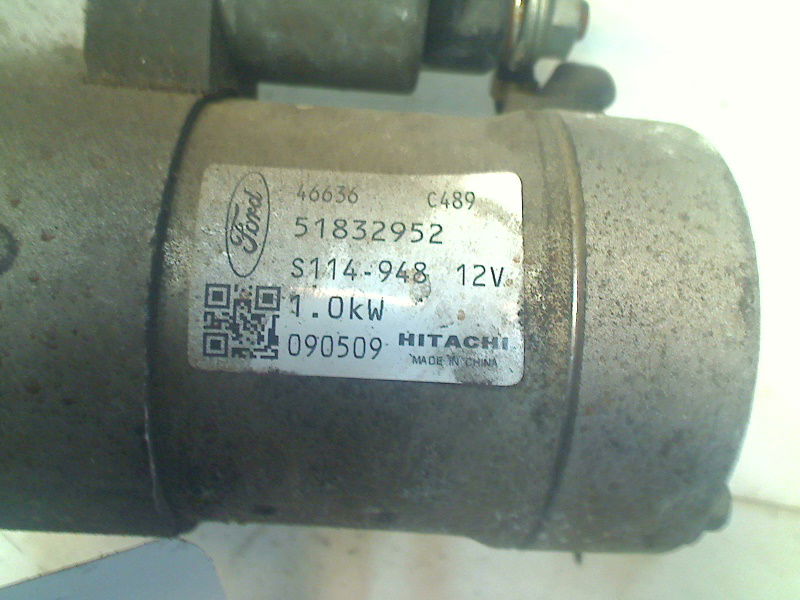 Ford
46636 C489
51832952
S114-948 12V
1.0kW
090509 HITACHI
MADE IN CHINA